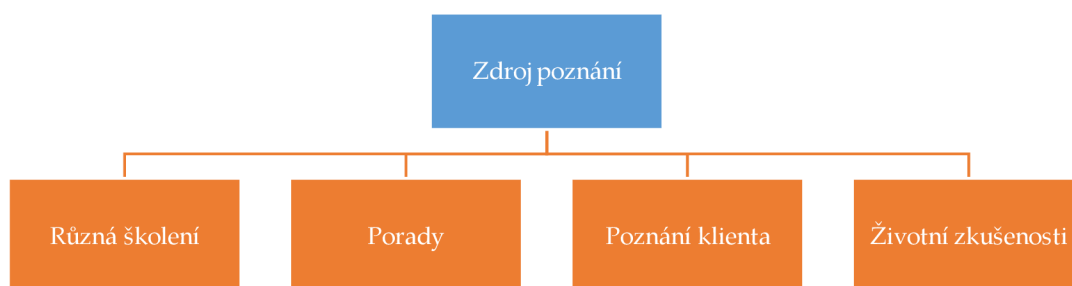 Zdroj poznání
Různá školení
Porady
Poznání klienta
Životní zkušenosti